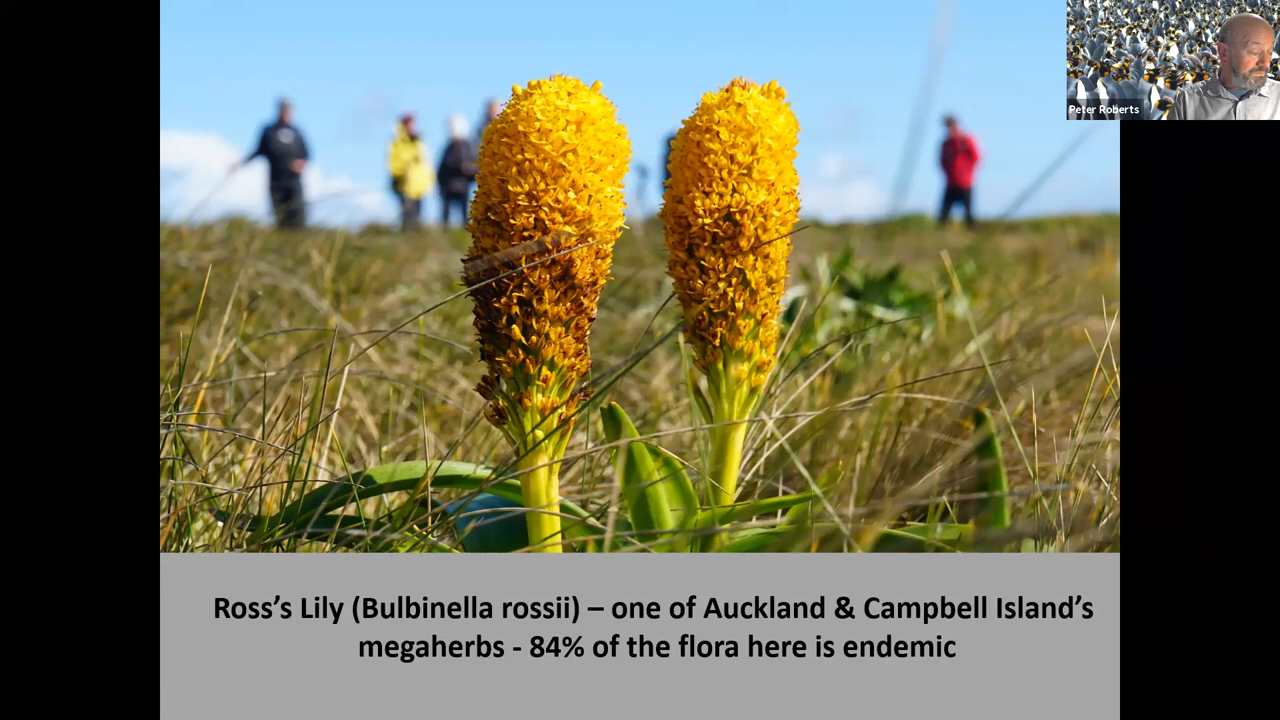 Peter Roberts
Ross’s Lily (Bulbinella rossii) – one of Auckland & Campbell Island’s
megaherbs - 84% of the flora here is endemic